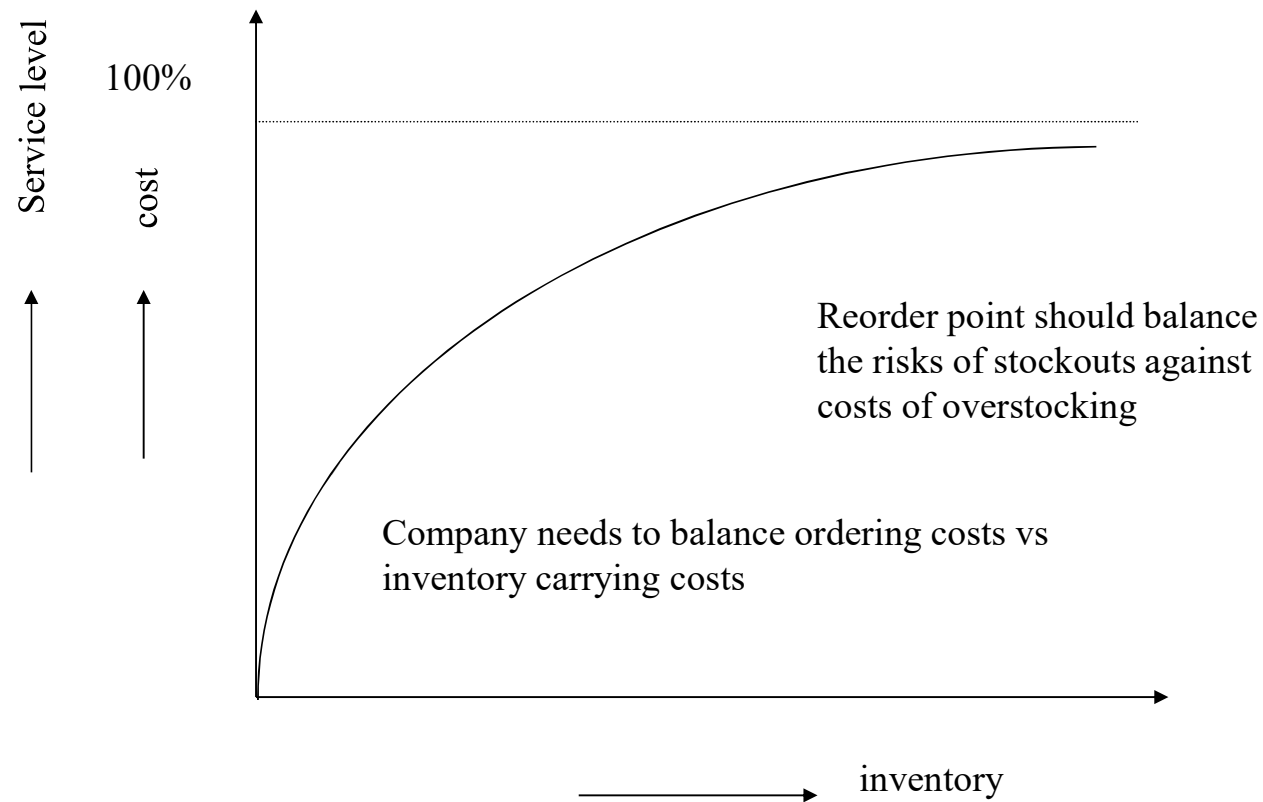 Service level
100%
cost
Reorder point should balance
the risks of stockouts against
costs of overstocking
Company needs to balance ordering costs vs
inventory carrying costs
inventory